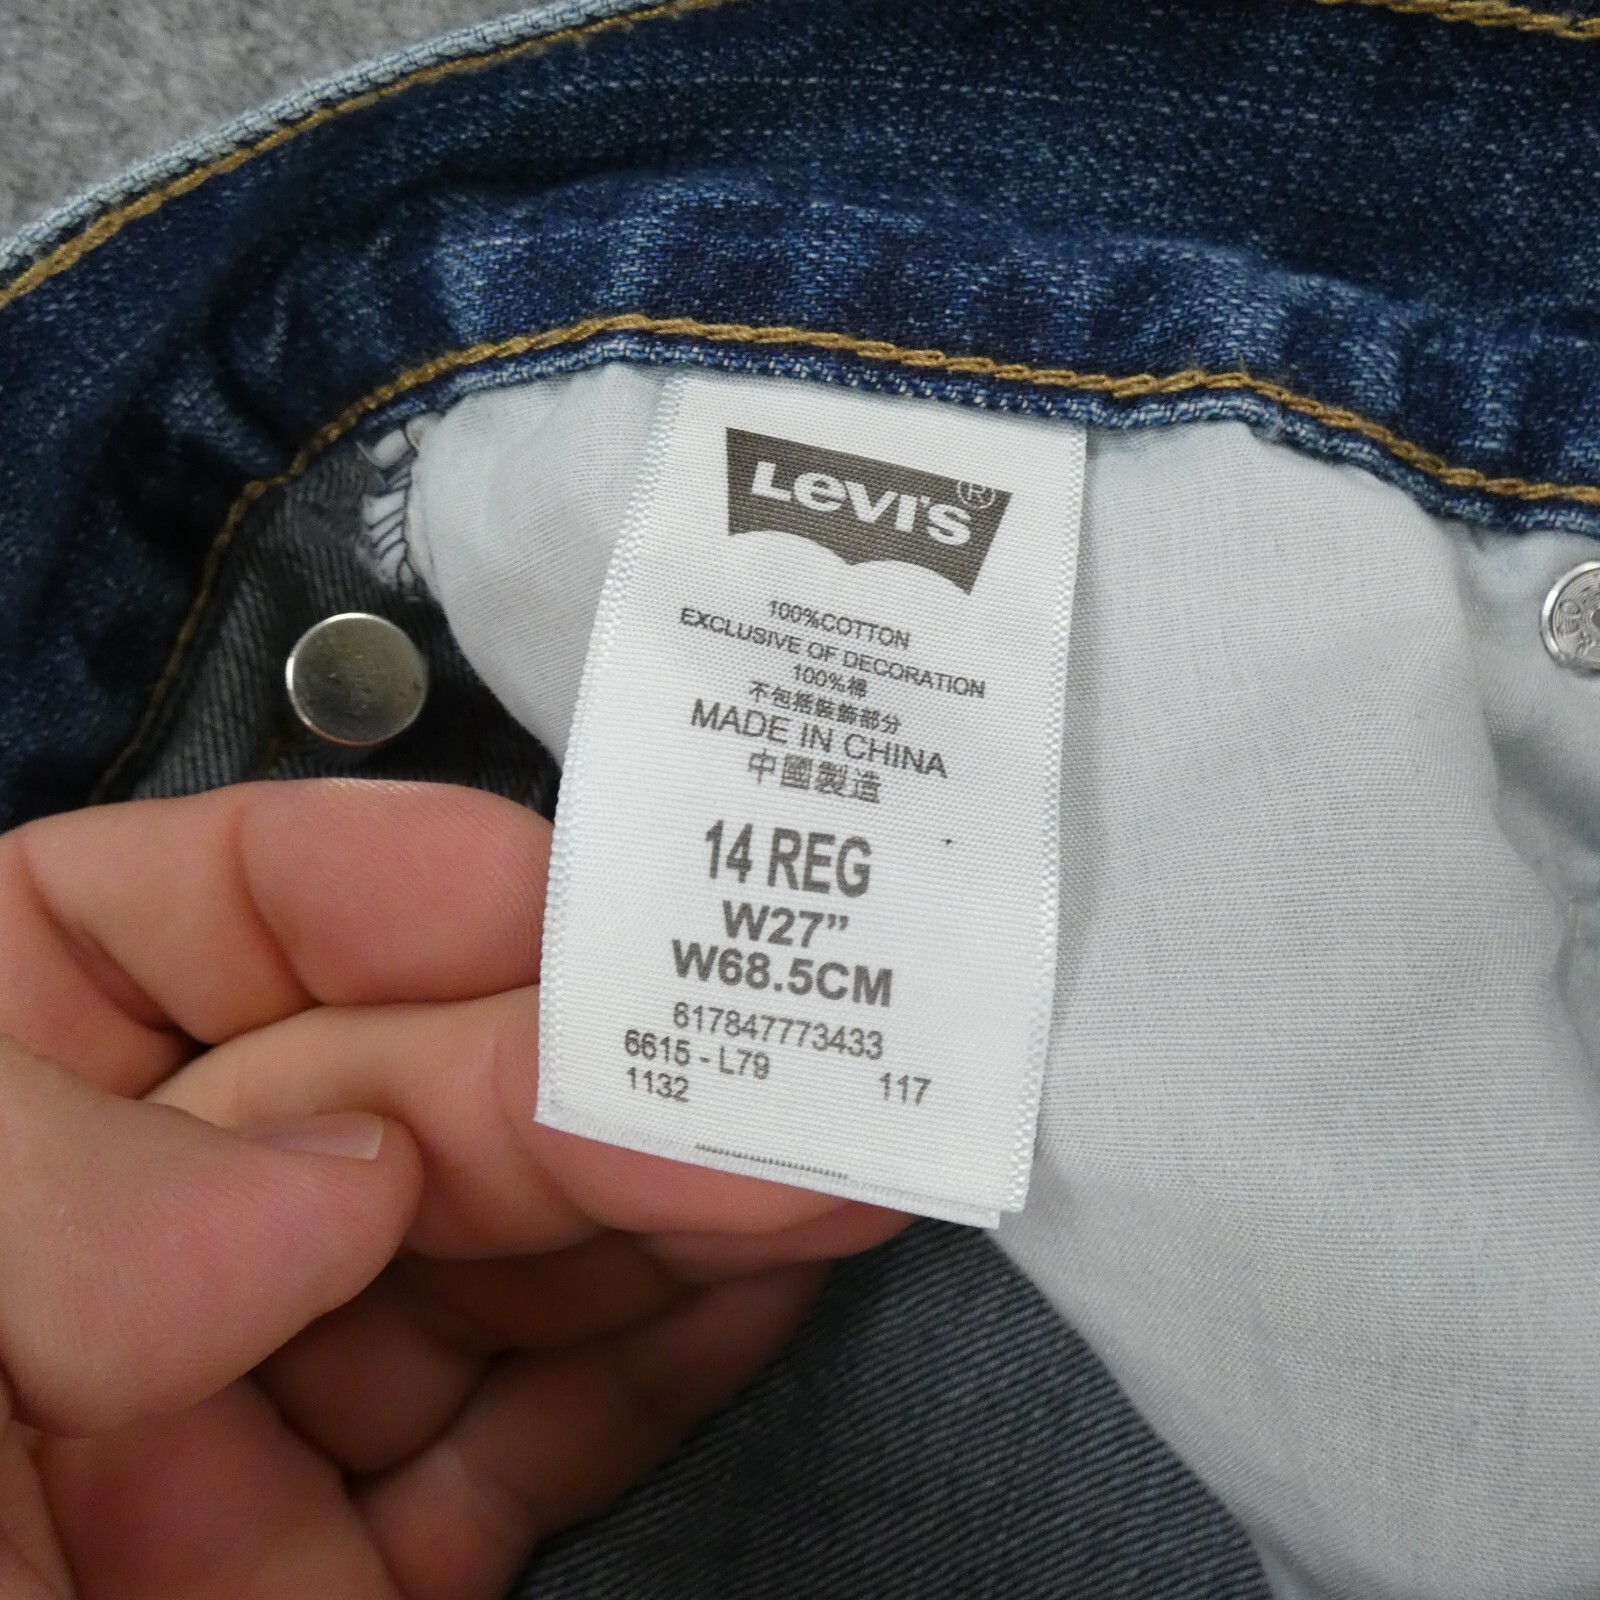 LEVI'S®
100%COTTON
EXCLUSIVE OF DECORATION
100%棉
不包括裝飾部分
MADE IN CHINA
中國製造
14 REG
W27”
W68.5CM
617847773433
6615 - L79
1132 117